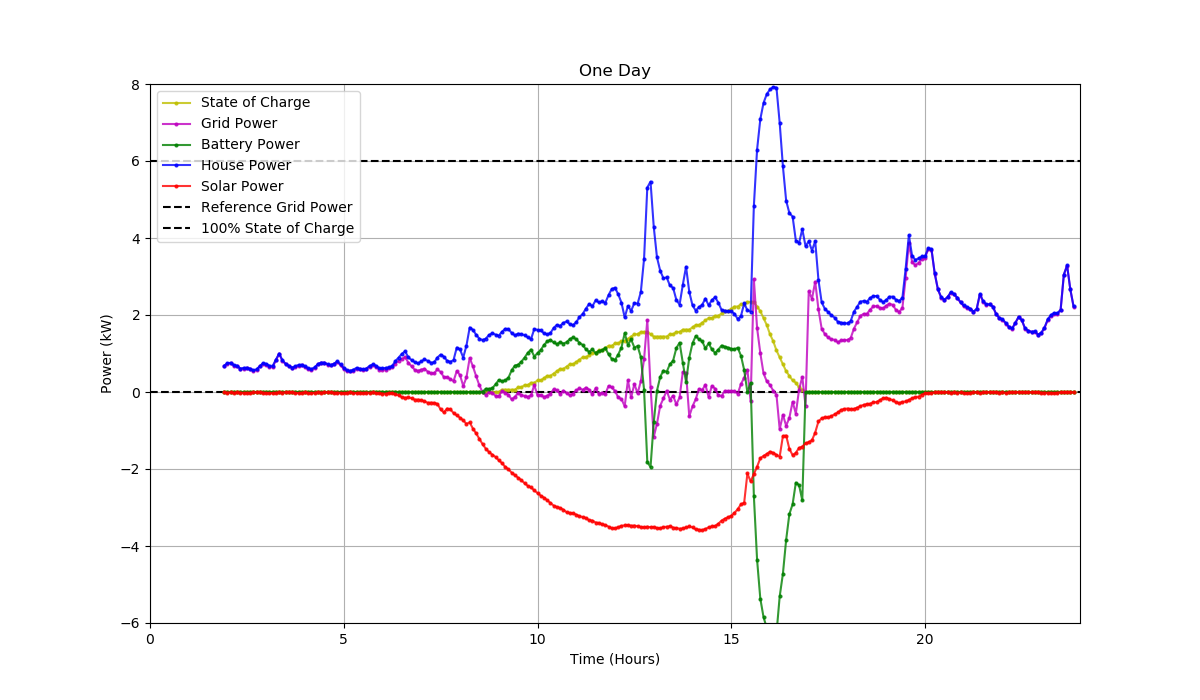 One Day
State of Charge
Grid Power
Battery Power
House Power
Solar Power
Reference Grid Power
100% State of Charge
8
6
4
2
0
−2
−4
−6
Power (kW)
0
5
10
15
20
Time (Hours)